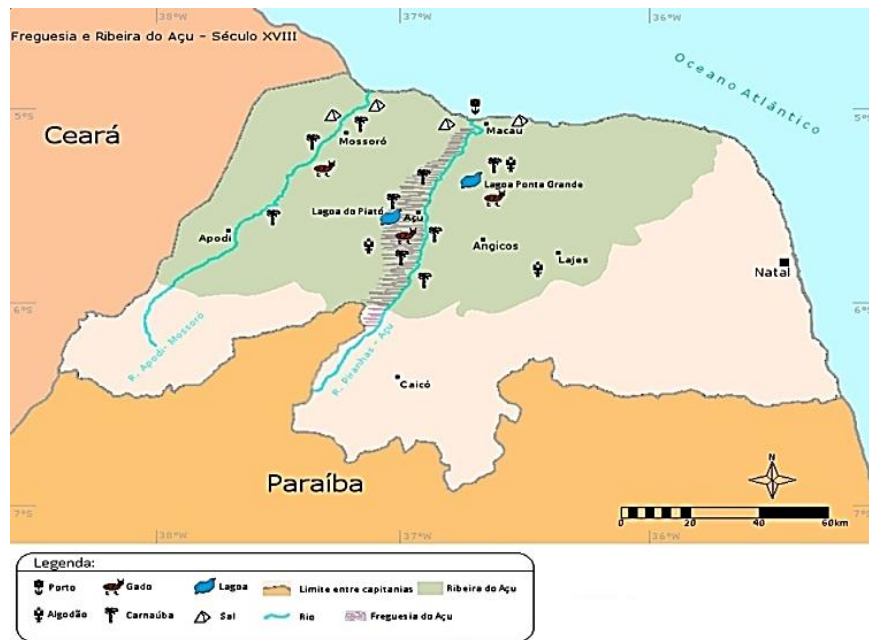 38°W 37°W 36°W
Freguesia e Ribeira do Açu - Século XVIII
Oceano Atlântico
5°S 5°S
Ceará
Macau
Mossoró
Lagoa Ponta Grande
Lagoa do Piató
Açu
Apodi
Angicos
Lajes
Natal
6°S 6°S
R. Apodi-Mossoró
R. Piranhas - Açu
Caicó
Paraíba
N
7°S 7°S
0 20 40 60km
38°W 37°W 36°W
Legenda:
Porto Gado Lagoa Limite entre capitanias Ribeira do Açu
Algodão Carnaúba Sal Rio Freguesia do Açu